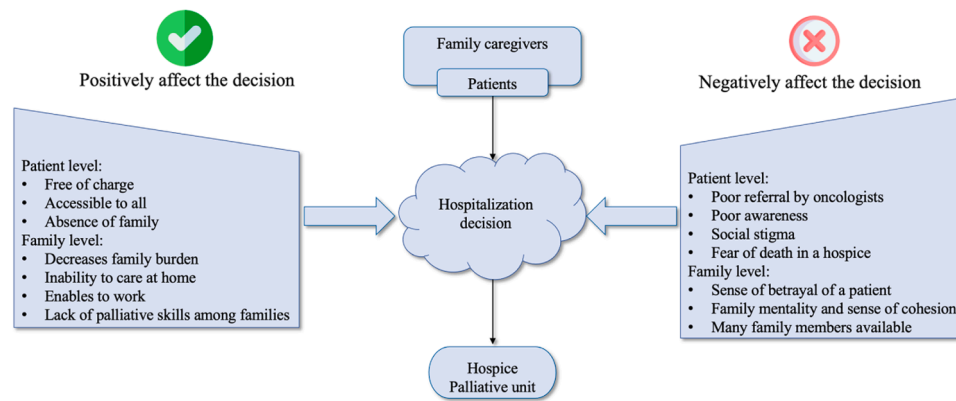 Positively affect the decision
Patient level:
• Free of charge
• Accessible to all
• Absence of family
Family level:
• Decreases family burden
• Inability to care at home
• Enables to work
• Lack of palliative skills among families
Family caregivers
Patients
Hospitalization
decision
Hospice
Palliative unit
Negatively affect the decision
Patient level:
• Poor referral by oncologists
• Poor awareness
• Social stigma
• Fear of death in a hospice
Family level:
• Sense of betrayal of a patient
• Family mentality and sense of cohesion
• Many family members available